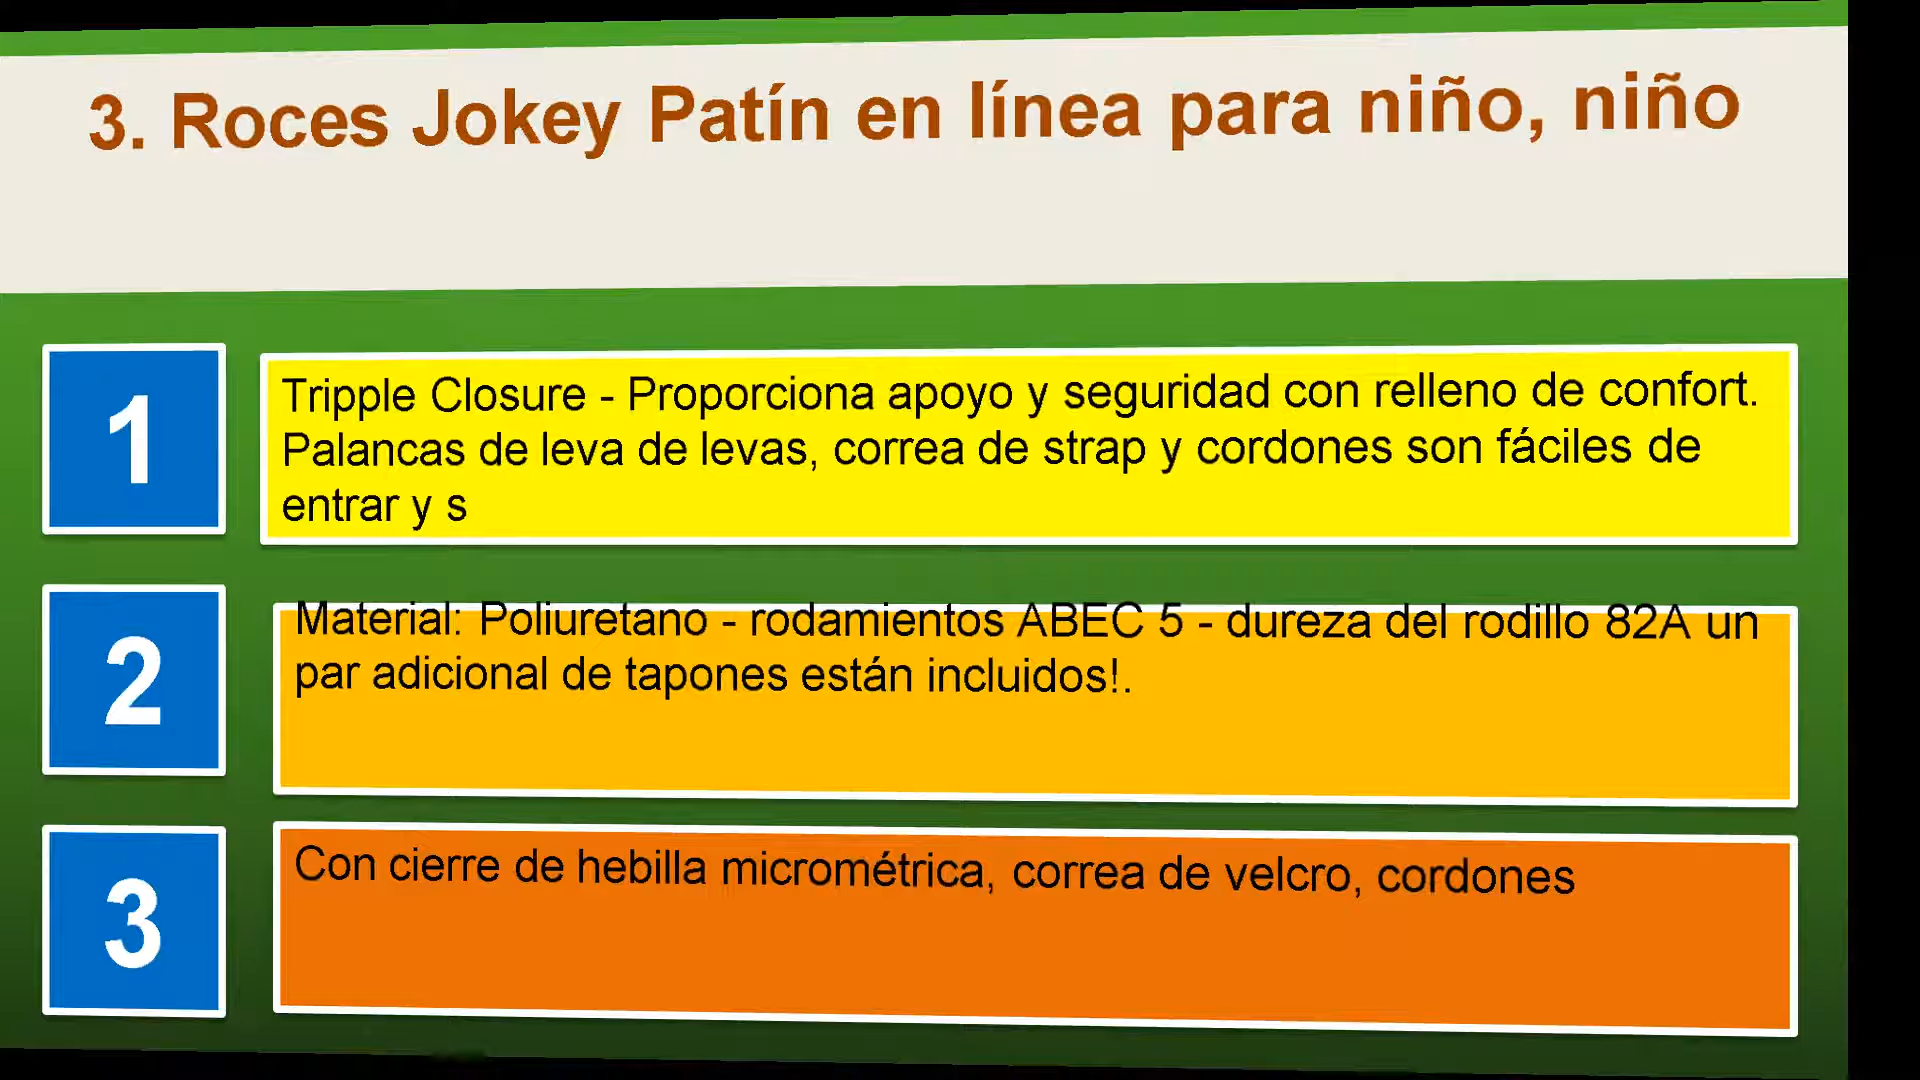 3. Roces Jokey Patín en línea para niño, niño
1
Tripple Closure - Proporciona apoyo y seguridad con relleno de confort.
Palancas de leva de levas, correa de strap y cordones son fáciles de
entrar y s
2
Material: Poliuretano - rodamientos ABEC 5 - dureza del rodillo 82A un
par adicional de tapones están incluidos!.
3
Con cierre de hebilla micrométrica, correa de velcro, cordones